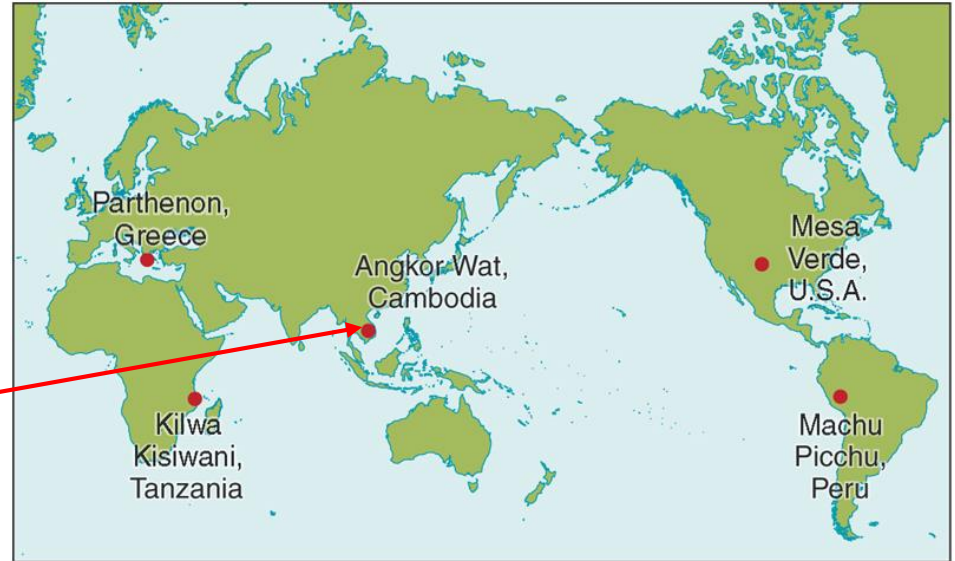 Parthenon,
Greece
Angkor Wat,
Cambodia
Mesa
Verde,
U.S.A.
Kilwa
Kisiwani,
Tanzania
Machu
Picchu,
Peru